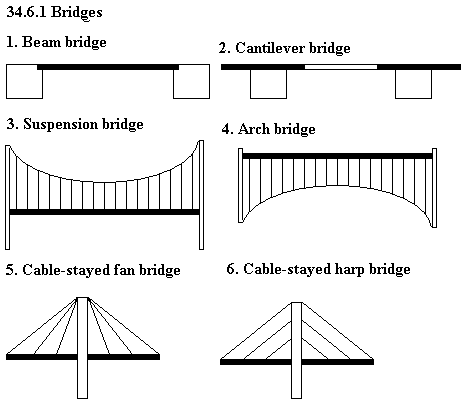 34.6.1 Bridges
1. Beam bridge
2. Cantilever bridge
3. Suspension bridge
4. Arch bridge
5. Cable-stayed fan bridge
6. Cable-stayed harp bridge